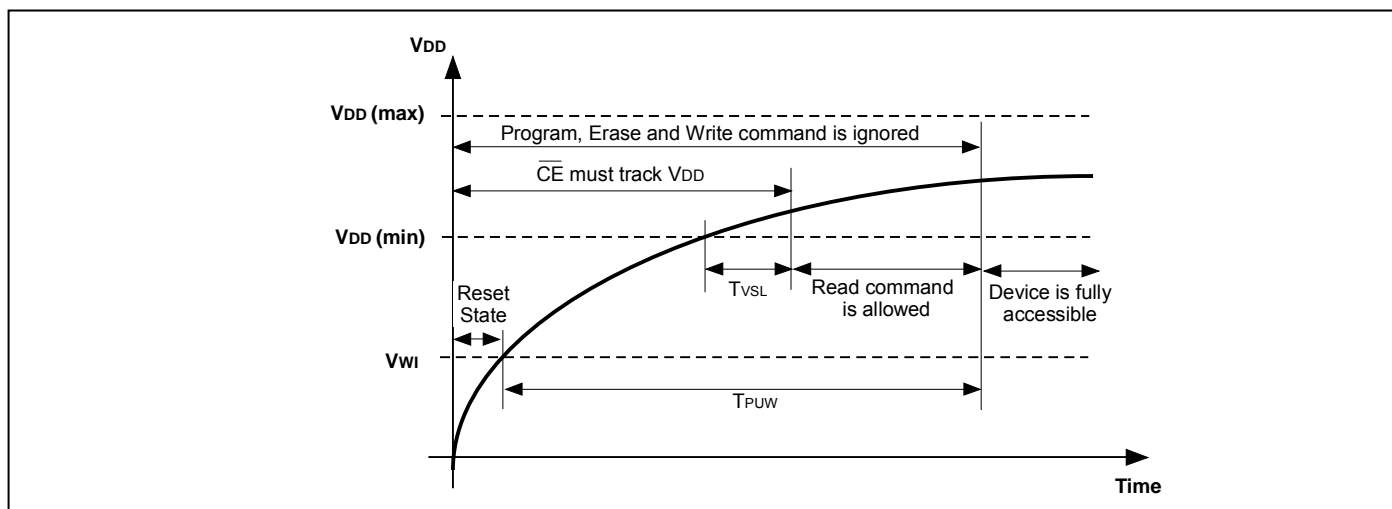 VDD
VDD (max)
Program, Erase and Write command is ignored
CE must track VDD
VDD (min)
TVSL
Read command
is allowed
Device is fully
accessible
Reset
State
VWI
TPUW
Time